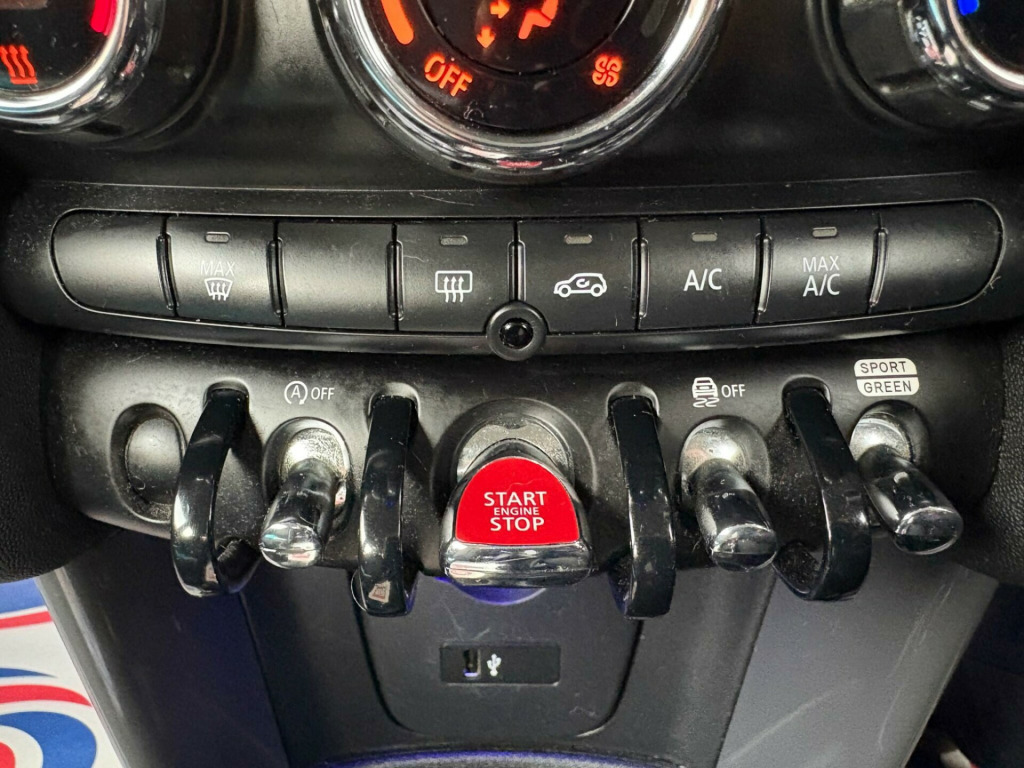 OFF
MAX
A/C
MAX
A/C
A OFF
OFF
SPORT
GREEN
START
ENGINE
STOP